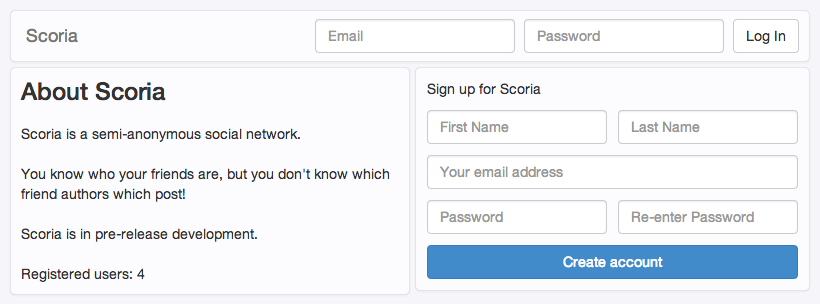 Scoria
Email
Password
Log In
About Scoria
Scoria is a semi-anonymous social network.
You know who your friends are, but you don't know which
friend authors which post!
Scoria is in pre-release development.
Registered users: 4
Sign up for Scoria
First Name
Last Name
Your email address
Password
Re-enter Password
Create account